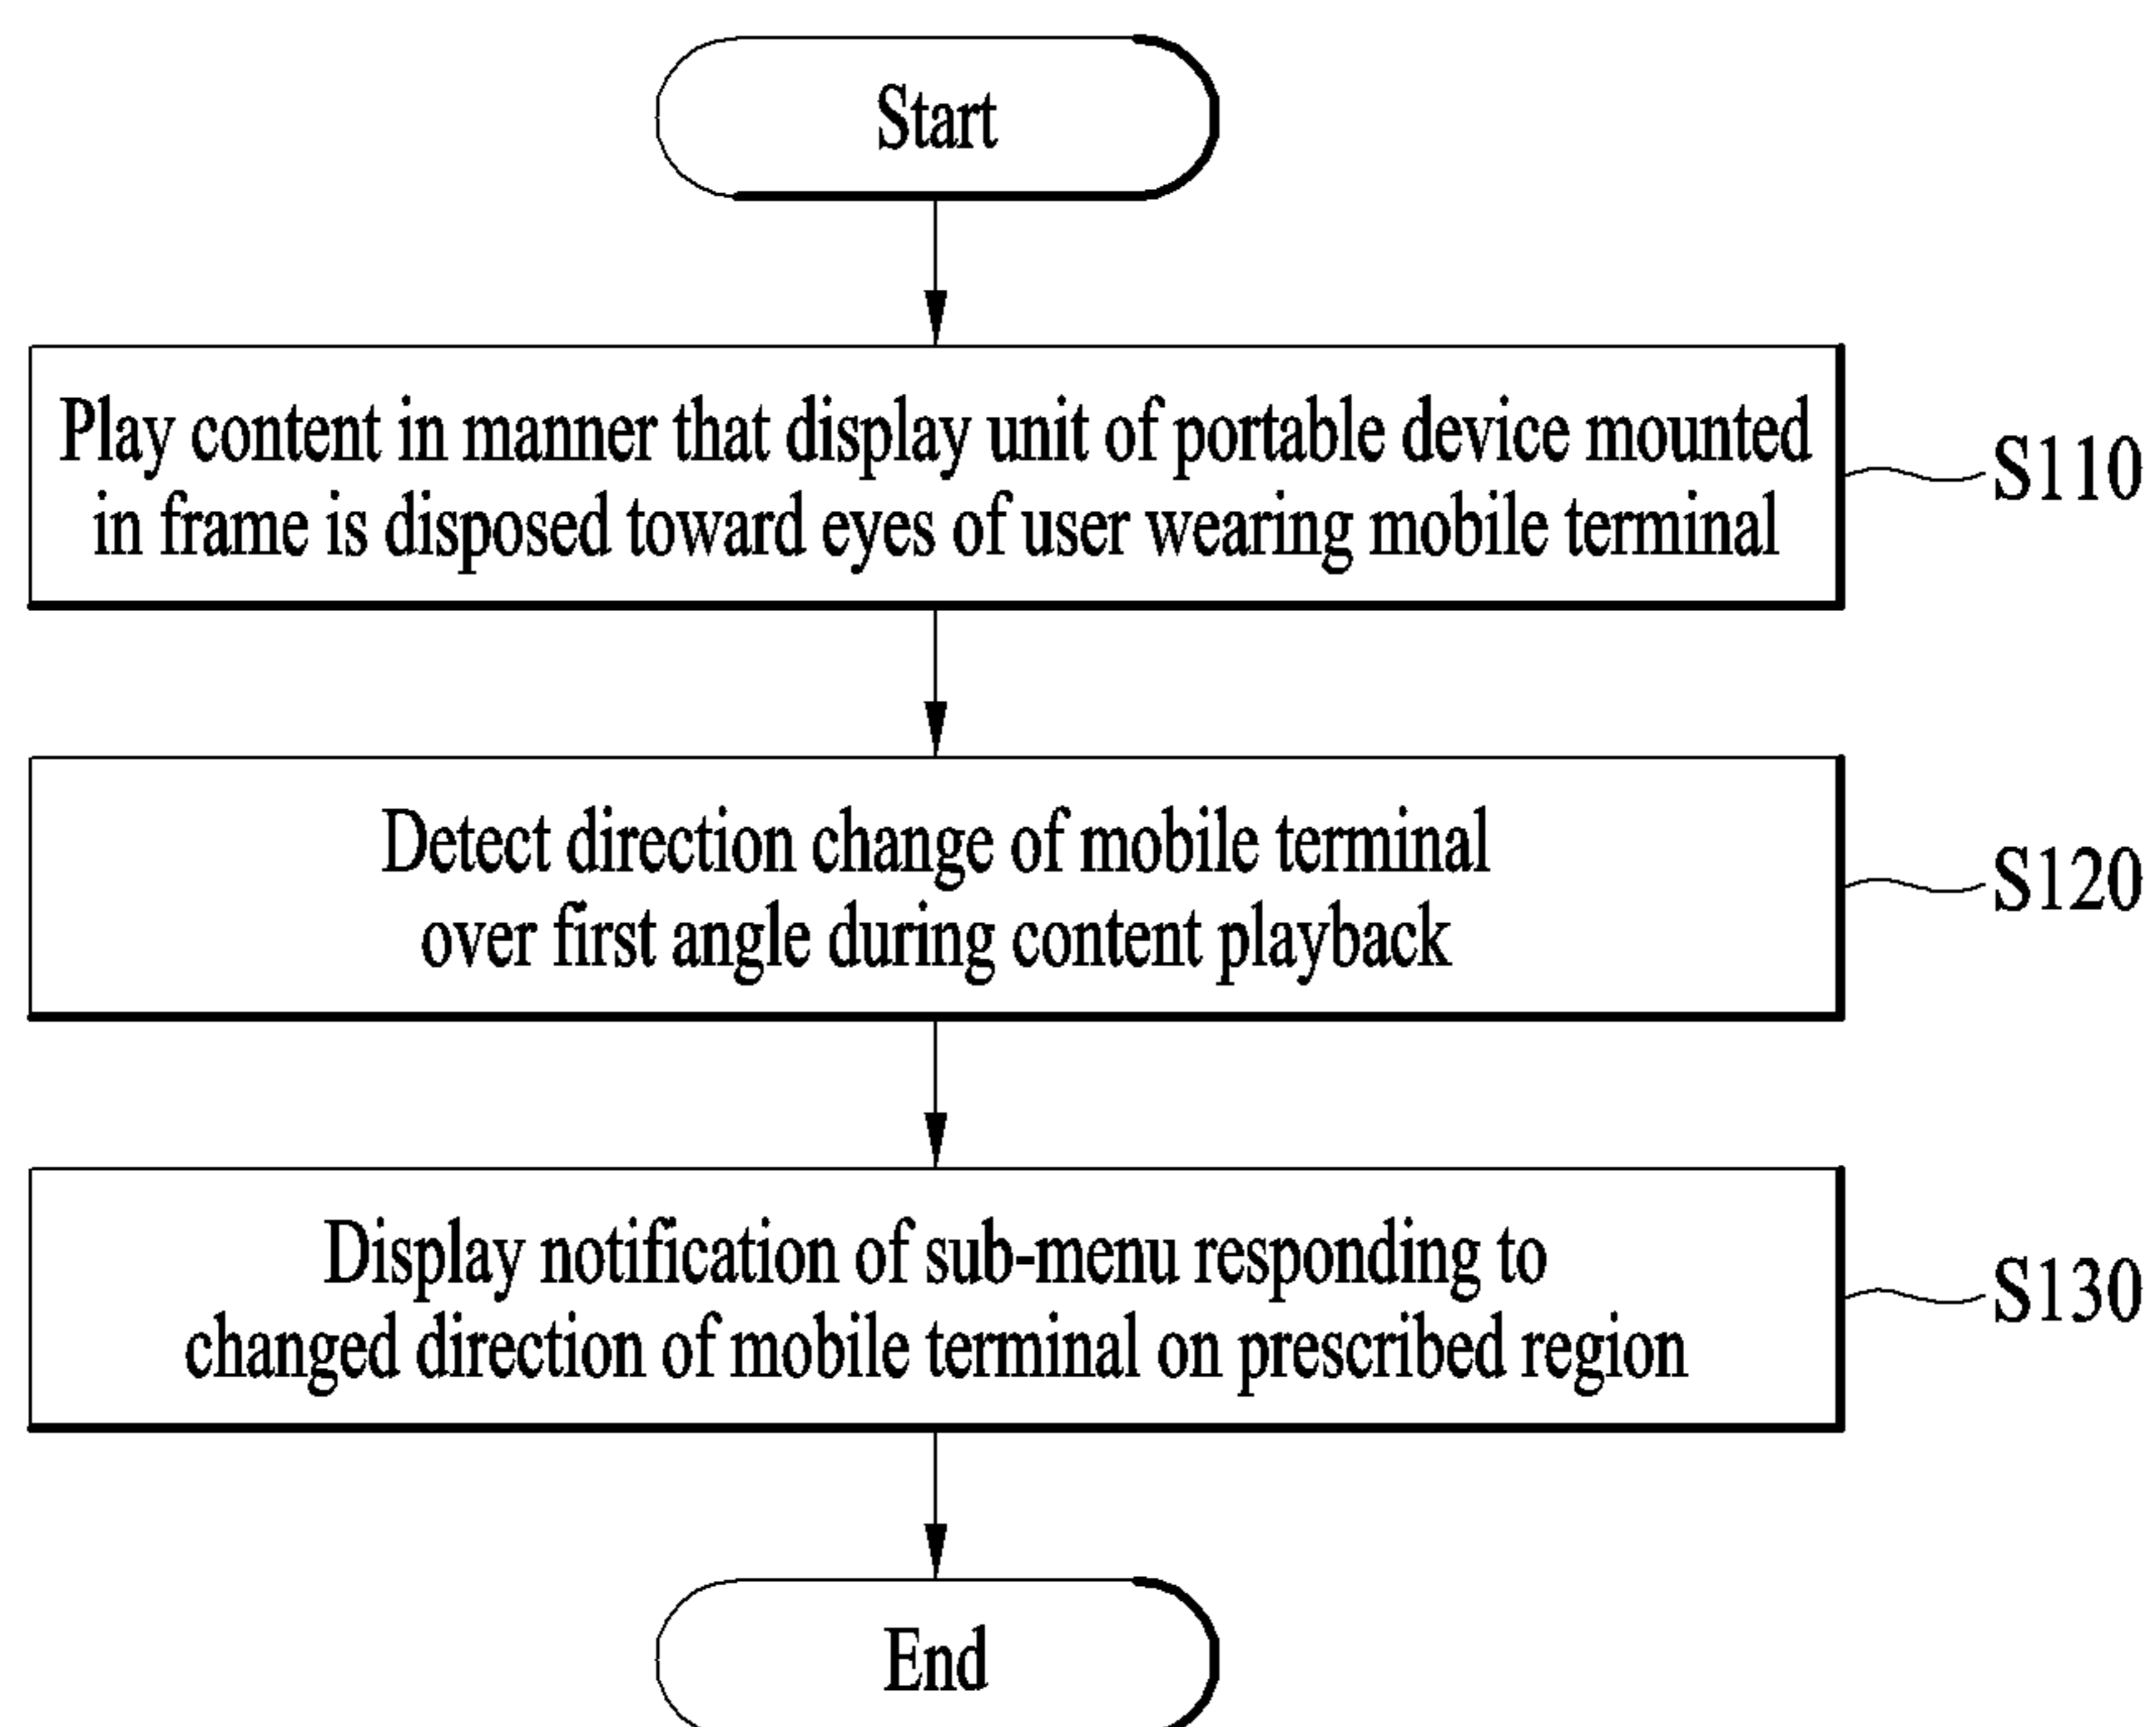 Start
Play content in manner that display unit of portable device mounted
in frame is disposed toward eyes of user wearing mobile terminal
S110
Detect direction change of mobile terminal
over first angle during content playback
S120
Display notification of sub-menu responding to
changed direction of mobile terminal on prescribed region
S130
End